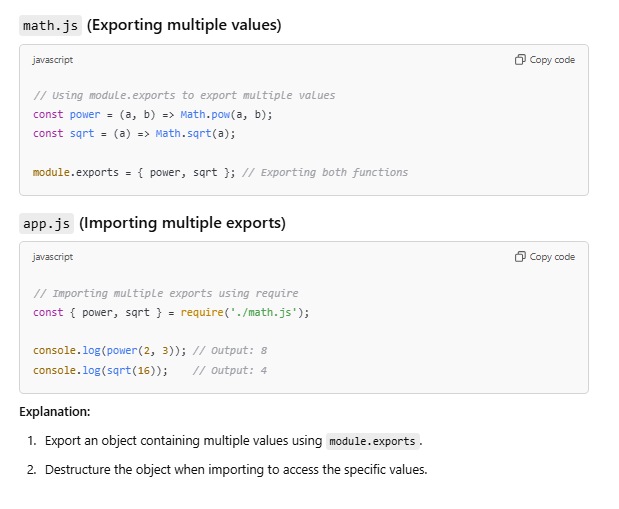 math.js (Exporting multiple values)
javascript Copy code
// Using module.exports to export multiple values
const power = (a, b) => Math.pow(a, b);
const sqrt = (a) => Math.sqrt(a);
module.exports = { power, sqrt }; // Exporting both functions
app.js (Importing multiple exports)
javascript Copy code
// Importing multiple exports using require
const { power, sqrt } = require('./math.js');
console.log(power(2, 3)); // Output: 8
console.log(sqrt(16));    // Output: 4
Explanation:
1. Export an object containing multiple values using module.exports.
2. Destructure the object when importing to access the specific values.